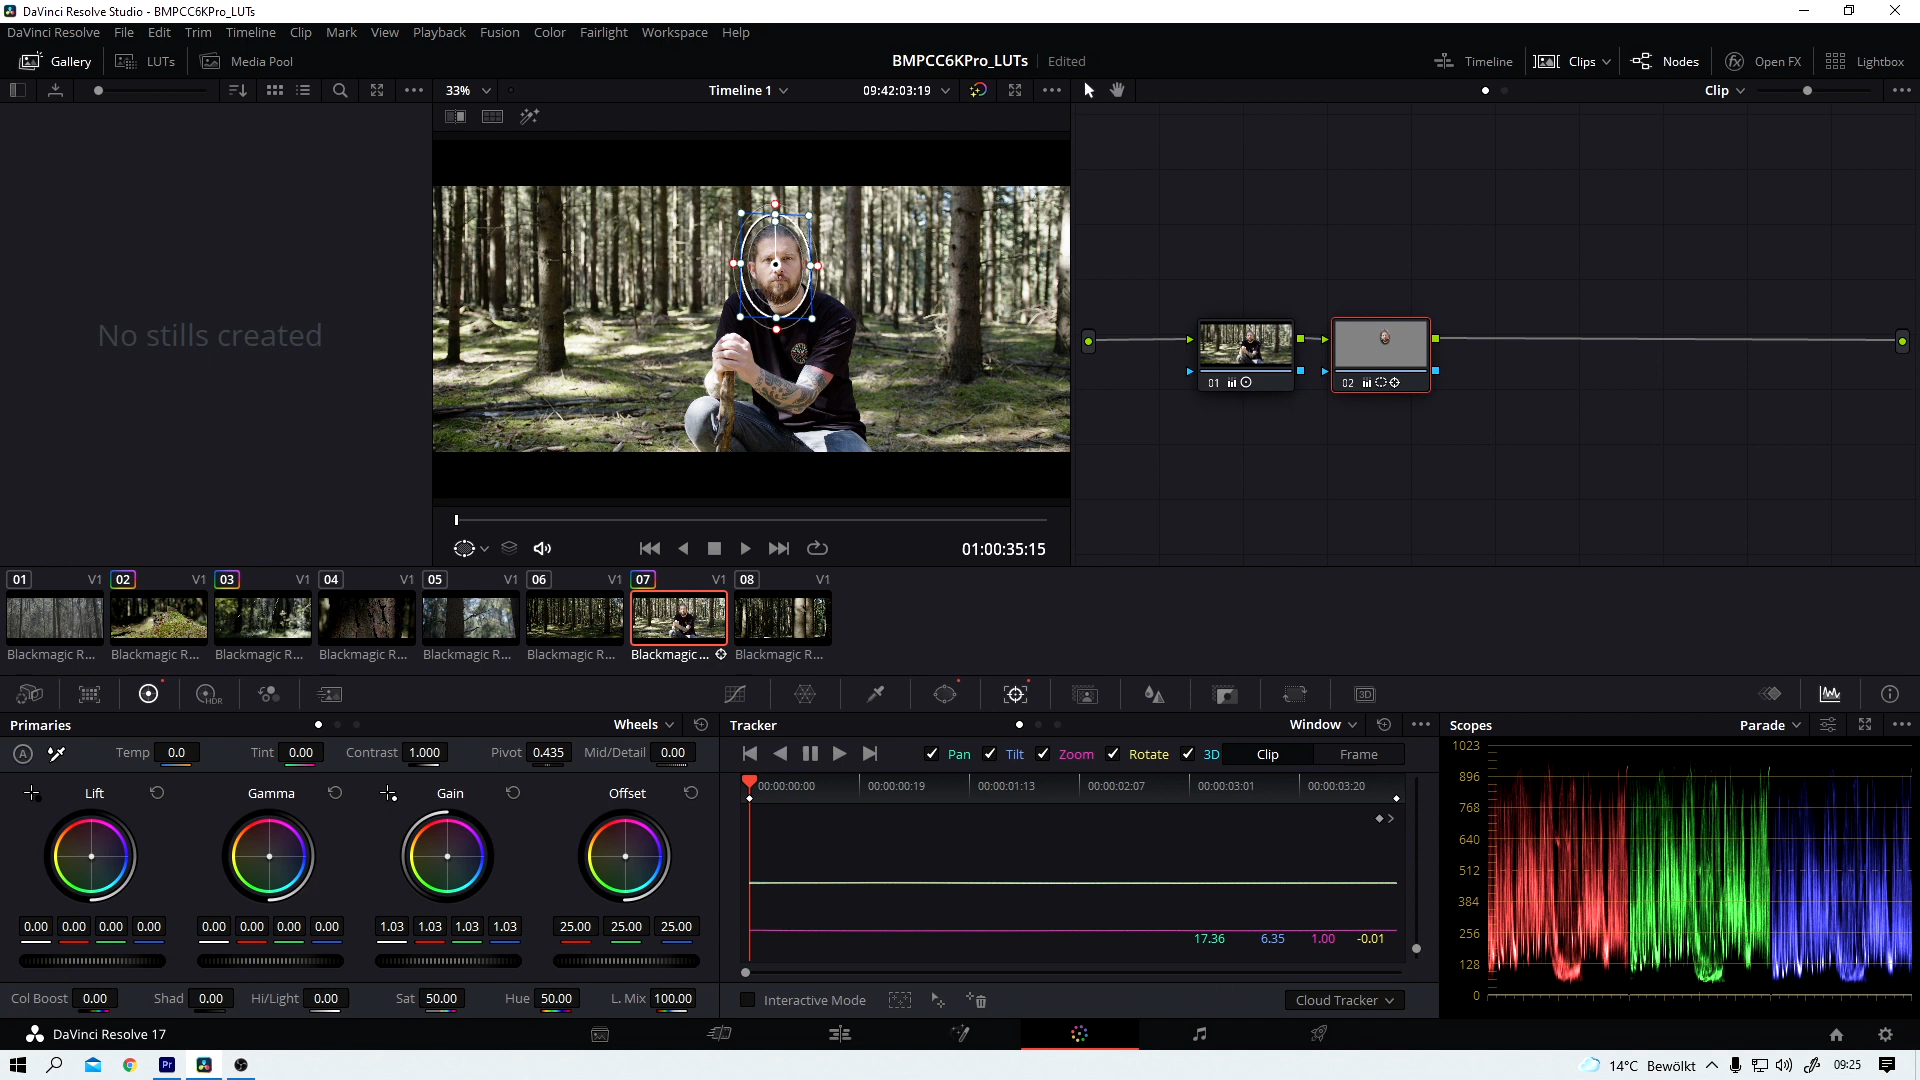 DaVinci Resolve Studio - BMPCC6KPro_LUTs
DaVinci Resolve File Edit Trim Timeline Clip Mark View Playback Fusion Color Fairlight Workspace Help
Gallery LUTs Media Pool BMPCC6KPro_LUTs Edited Timeline Clips Nodes Open FX Lightbox
33% Timeline 1 09:42:03:19 Clip
No stills created
01 02
01:00:35:15
01 V1 02 V1 03 V1 04 V1 05 V1 06 V1 07 V1 08 V1
Blackmagic R... Blackmagic R... Blackmagic R... Blackmagic R... Blackmagic R... Blackmagic R... Blackmagic ... Blackmagic R...
HDR 3D
Primaries Wheels Tracker Window Scopes Parade
A Temp 0.0 Tint 0.00 Contrast 1.000 Pivot 0.435 Mid/Detail 0.00 Pan Tilt Zoom Rotate 3D Clip Frame
Lift Gamma Gain Offset
00:00:00:00 00:00:00:19 00:00:01:13 00:00:02:07 00:00:03:01 00:00:03:20
0.00 0.00 0.00 0.00 0.00 0.00 0.00 0.00 1.03 1.03 1.03 1.03 25.00 25.00 25.00
17.36 6.35 1.00 -0.01
1023
896
768
640
512
384
256
128
0
Col Boost 0.00 Shad 0.00 Hi/Light 0.00 Sat 50.00 Hue 50.00 L. Mix 100.00 Interactive Mode Cloud Tracker
DaVinci Resolve 17
Pr 14°C Bewölkt 09:25